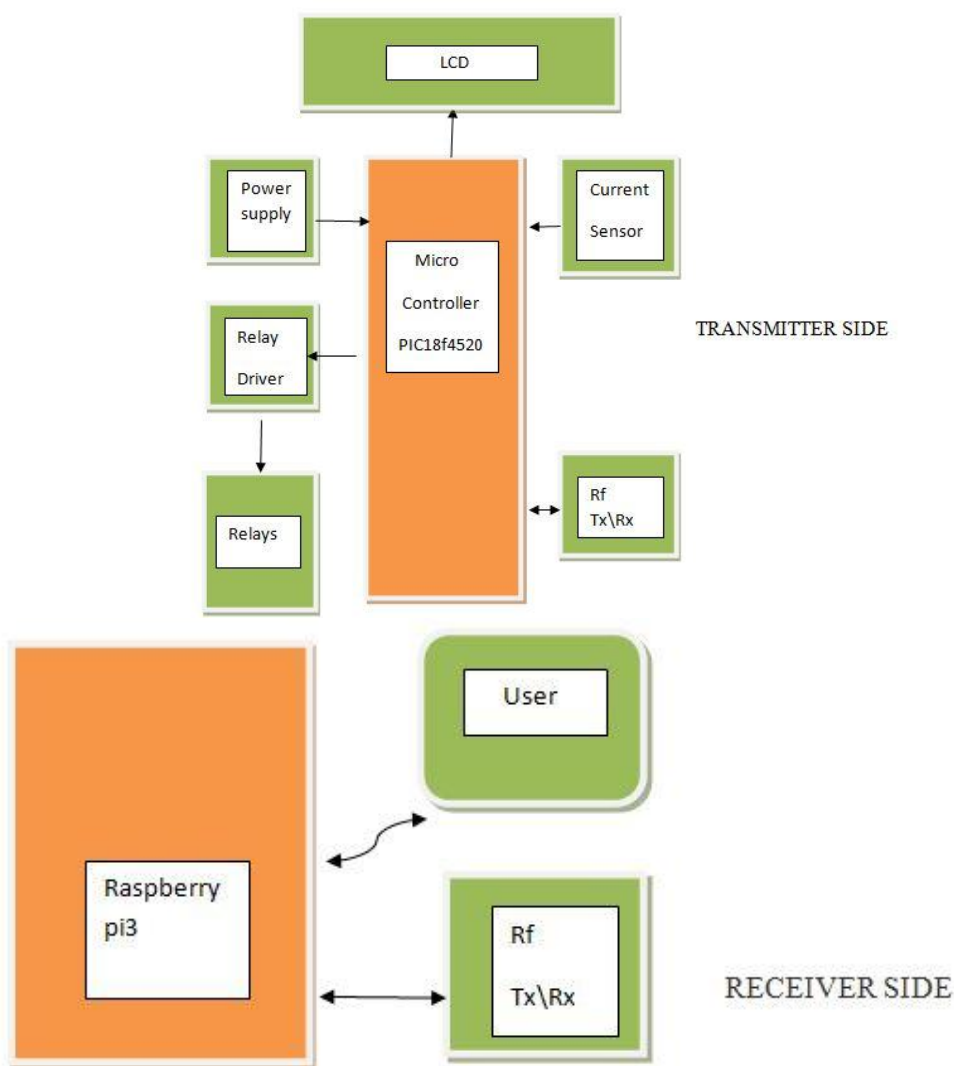 LCD
Power
supply
Current
Sensor
Micro
Controller
PIC18f4520
Relay
Driver
TRANSMITTER SIDE
Relays
Rf
Tx\Rx
User
Raspberry
pi3
Rf
Tx\Rx
RECEIVER SIDE